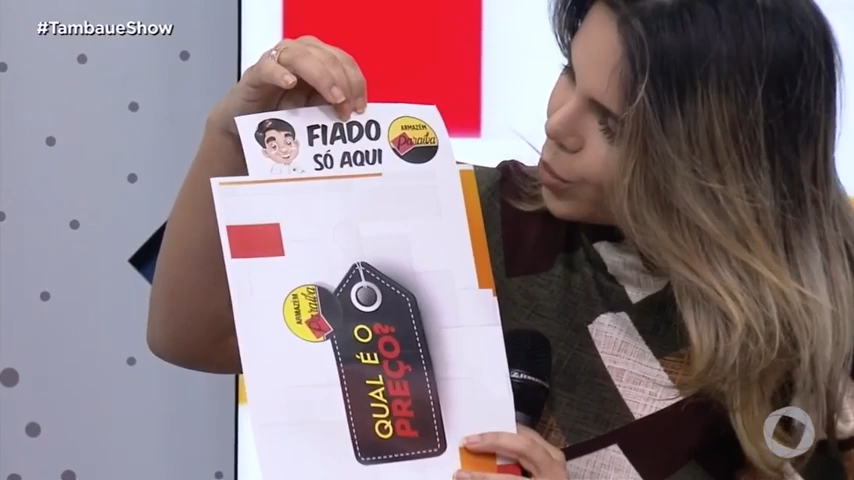 #TambaueShow
FIADO
SÓ AQUI
ARMAZÉM
Paraíba
ARMAZÉM
Paraíba
QUAL É O
PREÇO?